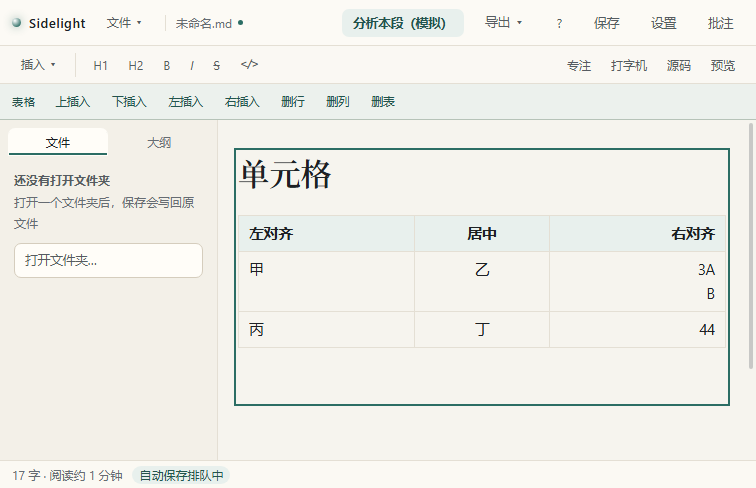 Sidelight 文件 未命名.md 分析本段（模拟） 导出 ? 保存 设置 批注
插入 H1 H2 B I S </> 专注 打字机 源码 预览
表格 上插入 下插入 左插入 右插入 删行 删列 删表
文件 大纲
还没有打开文件夹
打开一个文件夹后，保存会写回原
文件
打开文件夹...
单元格
左对齐 居中 右对齐
甲 乙 3A
B
丙 丁 44
17 字 · 阅读约 1 分钟 自动保存排队中